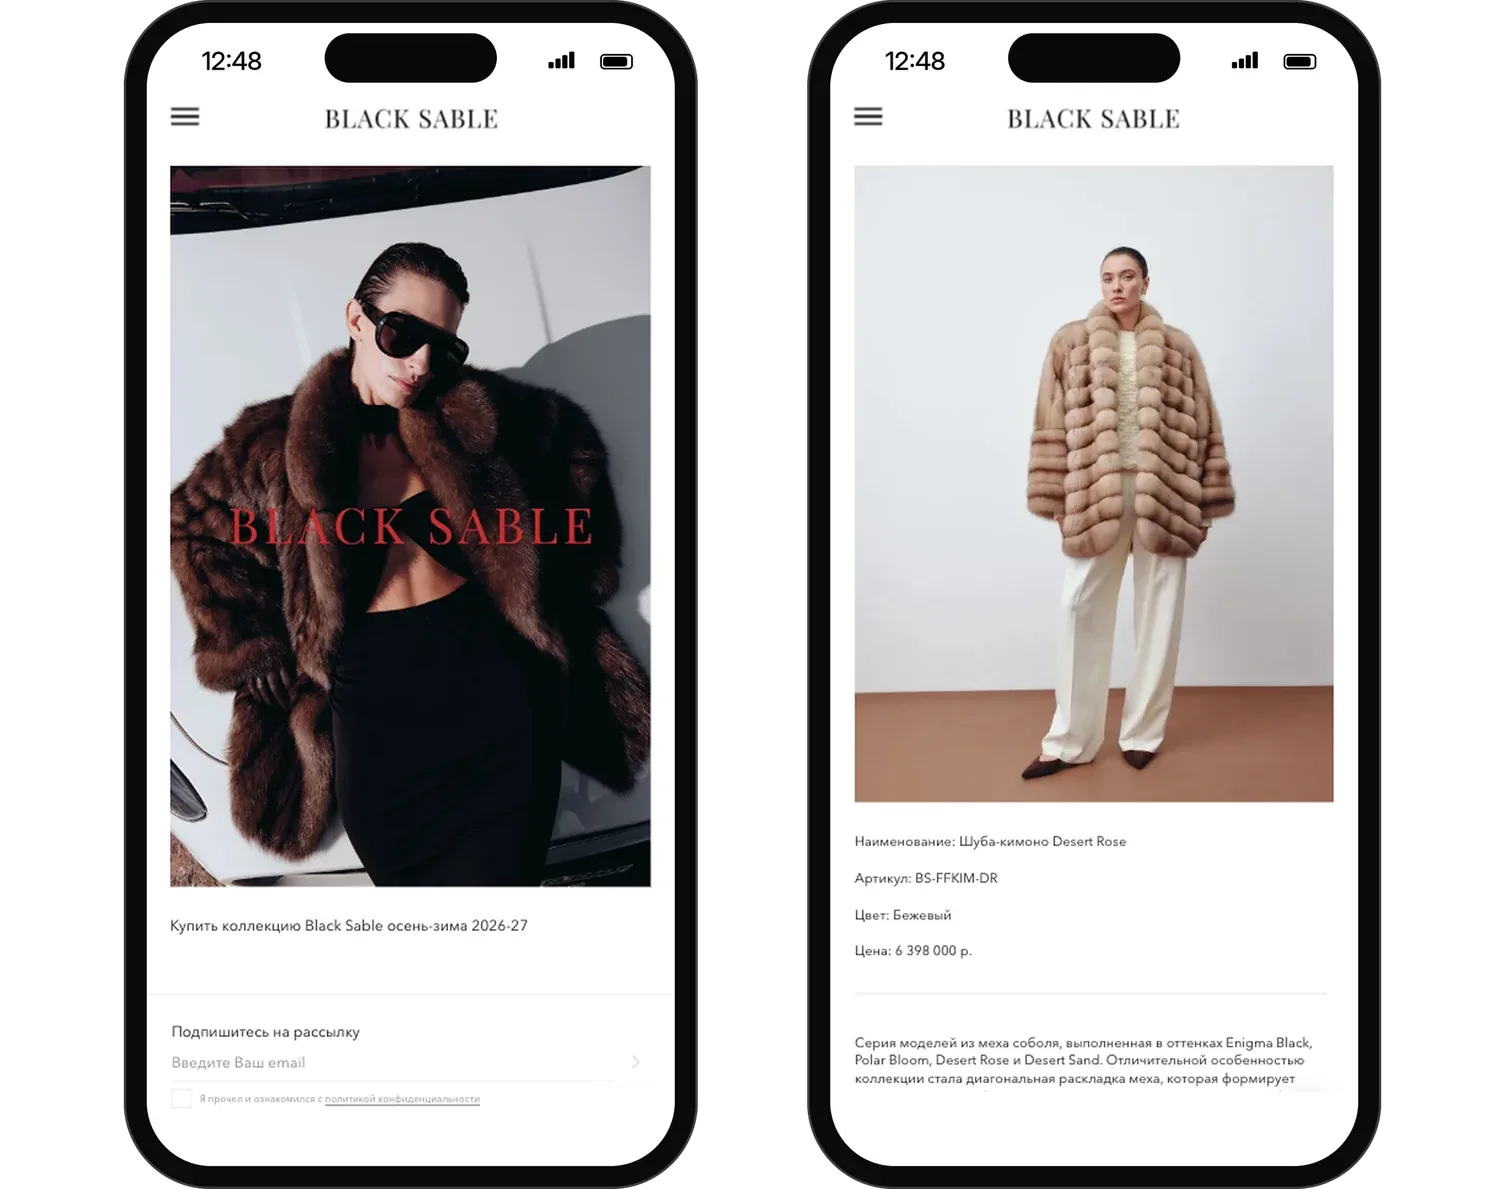 12:48
BLACK SABLE
BLACK SABLE
Купить коллекцию Black Sable осень-зима 2026-27
Подпишитесь на рассылку
Введите Ваш email
Я прочел и ознакомился с политикой конфиденциальности
12:48
BLACK SABLE
Наименование: Шуба-кимоно Desert Rose
Артикул: BS-FFKIM-DR
Цвет: Бежевый
Цена: 6 398 000 р.
Серия моделей из меха соболя, выполненная в оттенках Enigma Black,
Polar Bloom, Desert Rose и Desert Sand. Отличительной особенностью
коллекции стала диагональная раскладка меха, которая формирует